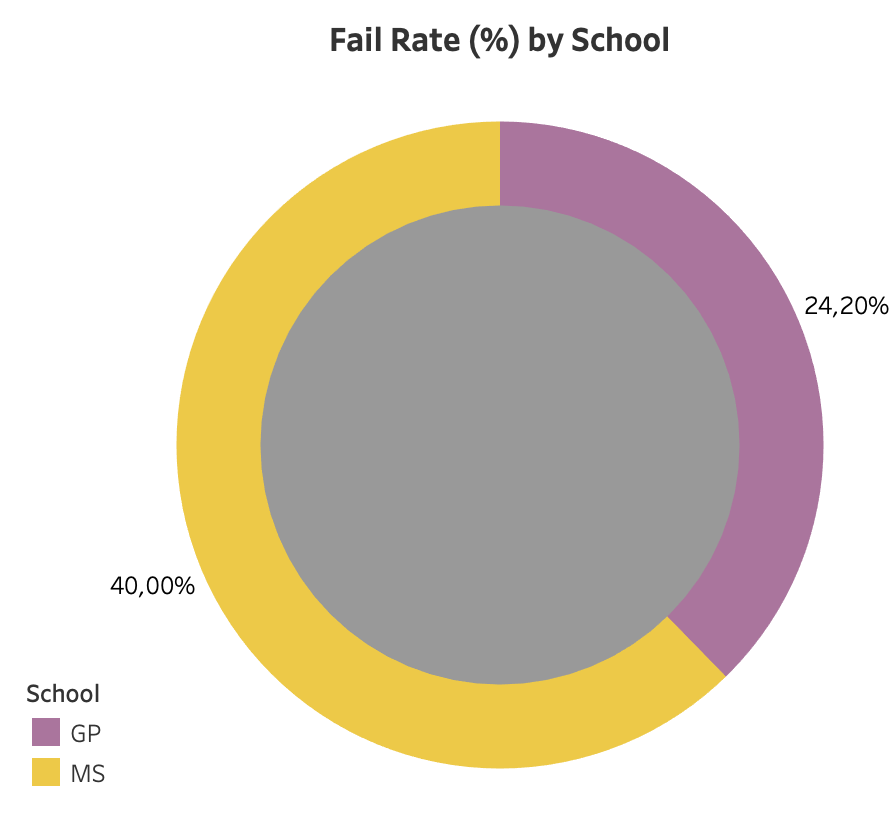 Fail Rate (%) by School
24,20%
40,00%
School
GP
MS